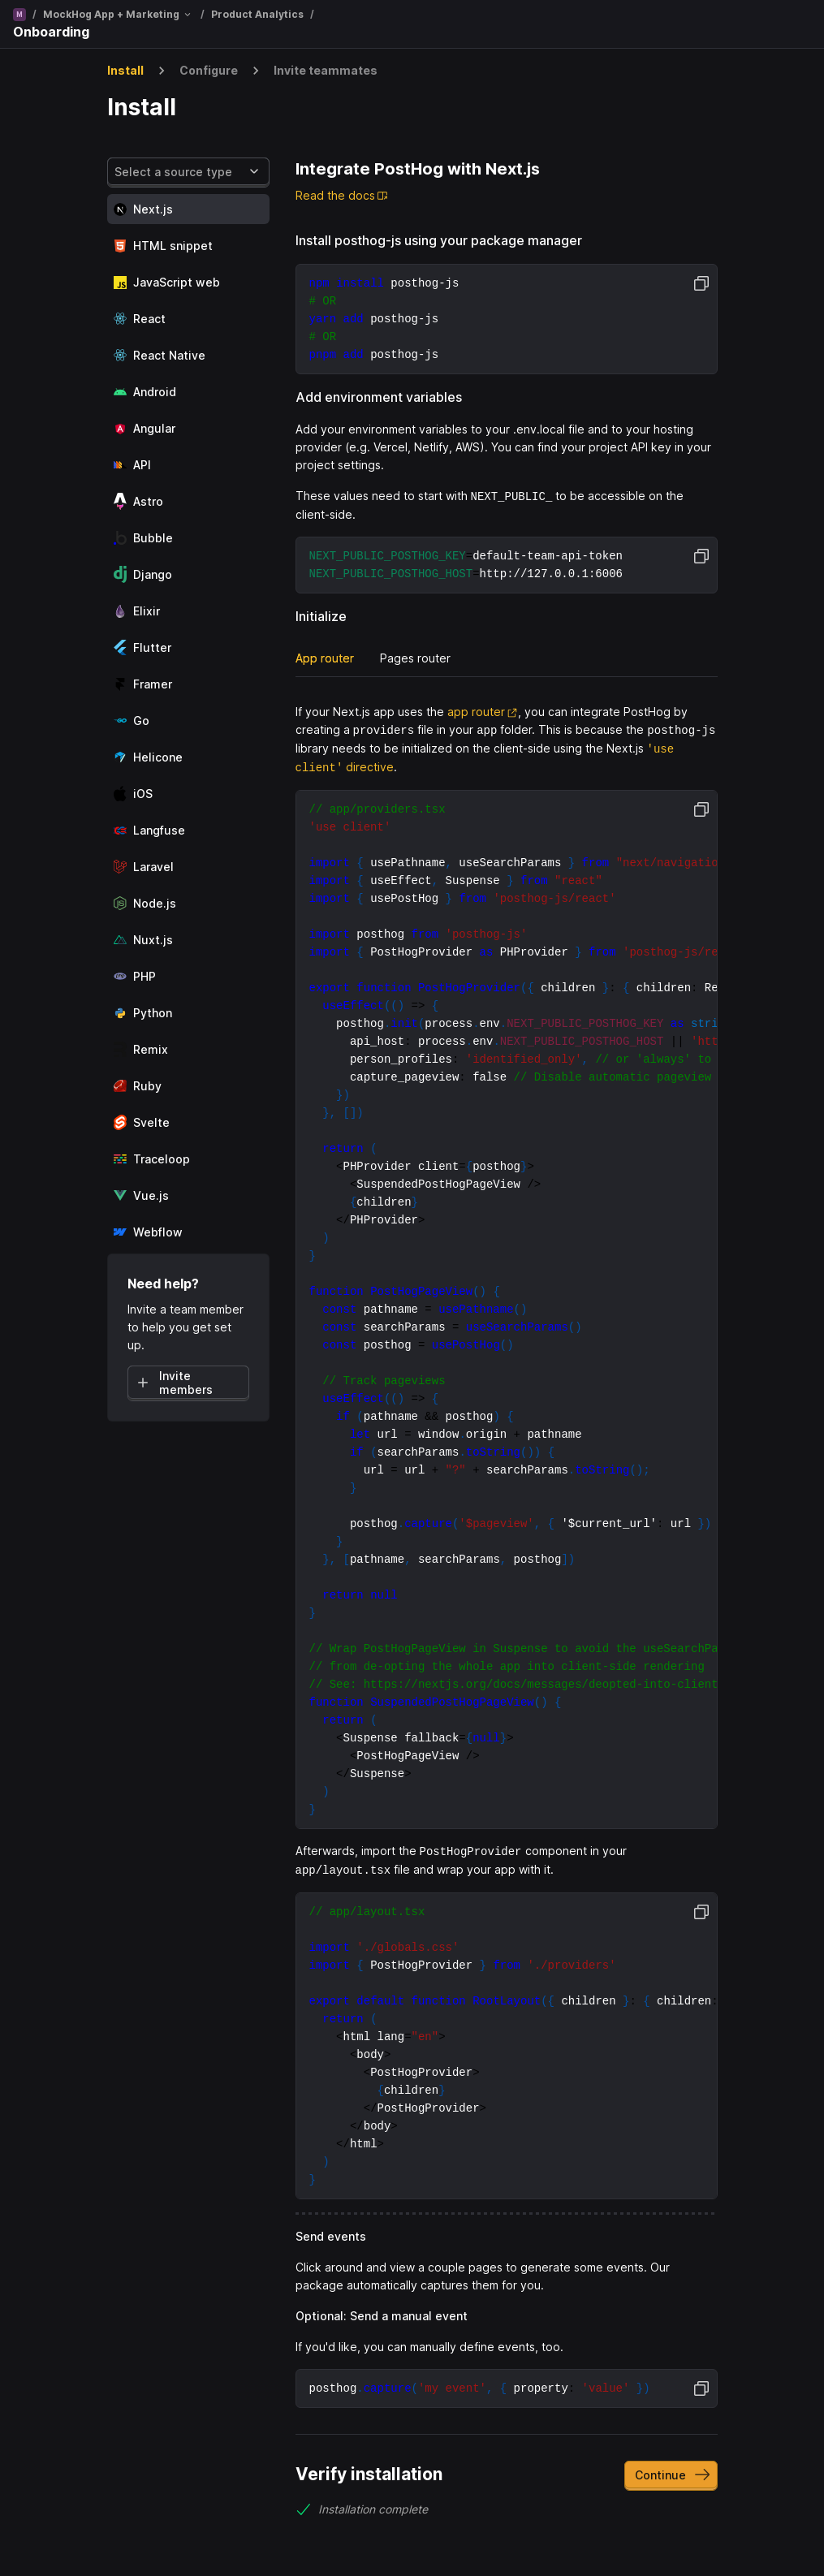 M / MockHog App + Marketing / Product Analytics /
Onboarding
Install > Configure > Invite teammates
Install
Select a source type
Next.js
HTML snippet
JavaScript web
React
React Native
Android
Angular
API
Astro
Bubble
Django
Elixir
Flutter
Framer
Go
Helicone
iOS
Langfuse
Laravel
Node.js
Nuxt.js
PHP
Python
Remix
Ruby
Svelte
Traceloop
Vue.js
Webflow
Need help?
Invite a team member
to help you get set
up.
Invite
members
Integrate PostHog with Next.js
Read the docs
Install posthog-js using your package manager
npm install posthog-js
# OR
yarn add posthog-js
# OR
pnpm add posthog-js
Add environment variables
Add your environment variables to your .env.local file and to your hosting
provider (e.g. Vercel, Netlify, AWS). You can find your project API key in your
project settings.
These values need to start with NEXT_PUBLIC_ to be accessible on the
client-side.
NEXT_PUBLIC_POSTHOG_KEY=default-team-api-token
NEXT_PUBLIC_POSTHOG_HOST=http://127.0.0.1:6006
Initialize
App router Pages router
If your Next.js app uses the app router, you can integrate PostHog by
creating a providers file in your app folder. This is because the posthog-js
library needs to be initialized on the client-side using the Next.js 'use
client' directive.
// app/providers.tsx
'use client'
import { usePathname, useSearchParams } from "next/navigatio
import { useEffect, Suspense } from "react"
import { usePostHog } from 'posthog-js/react'
import posthog from 'posthog-js'
import { PostHogProvider as PHProvider } from 'posthog-js/re
export function PostHogProvider({ children }: { children: Re
useEffect(() => {
posthog.init(process.env.NEXT_PUBLIC_POSTHOG_KEY as stri
api_host: process.env.NEXT_PUBLIC_POSTHOG_HOST || 'htt
person_profiles: 'identified_only', // or 'always' to
capture_pageview: false // Disable automatic pageview
})
}, [])
return (
<PHProvider client={posthog}>
<SuspendedPostHogPageView />
{children}
</PHProvider>
)
}
function PostHogPageView() {
const pathname = usePathname()
const searchParams = useSearchParams()
const posthog = usePostHog()
// Track pageviews
useEffect(() => {
if (pathname && posthog) {
let url = window.origin + pathname
if (searchParams.toString()) {
url = url + "?" + searchParams.toString();
}
posthog.capture('$pageview', { '$current_url': url })
}
}, [pathname, searchParams, posthog])
return null
}
// Wrap PostHogPageView in Suspense to avoid the useSearchPa
// from de-opting the whole app into client-side rendering
// See: https://nextjs.org/docs/messages/deopted-into-client
function SuspendedPostHogPageView() {
return (
<Suspense fallback={null}>
<PostHogPageView />
</Suspense>
)
}
Afterwards, import the PostHogProvider component in your
app/layout.tsx file and wrap your app with it.
// app/layout.tsx
import './globals.css'
import { PostHogProvider } from './providers'
export default function RootLayout({ children }: { children:
return (
<html lang="en">
<body>
<PostHogProvider>
{children}
</PostHogProvider>
</body>
</html>
)
}
Send events
Click around and view a couple pages to generate some events. Our
package automatically captures them for you.
Optional: Send a manual event
If you'd like, you can manually define events, too.
posthog.capture('my event', { property: 'value' })
Verify installation
Continue
Installation complete